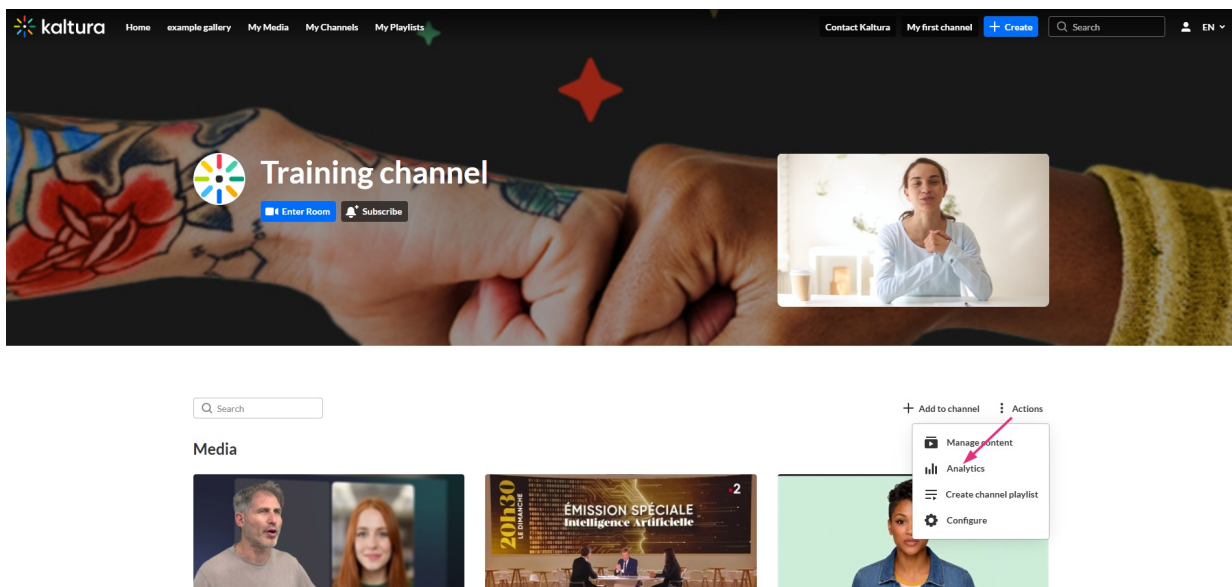 kaltura Home example gallery My Media My Channels My Playlists Contact Kaltura My first channel + Create Search EN
Training channel
Enter Room Subscribe
Search + Add to channel Actions
Media
Manage content
Analytics
Create channel playlist
Configure
20h30
LE DIMANCHE
ÉMISSION SPÉCIALE
Intelligence Artificielle
2